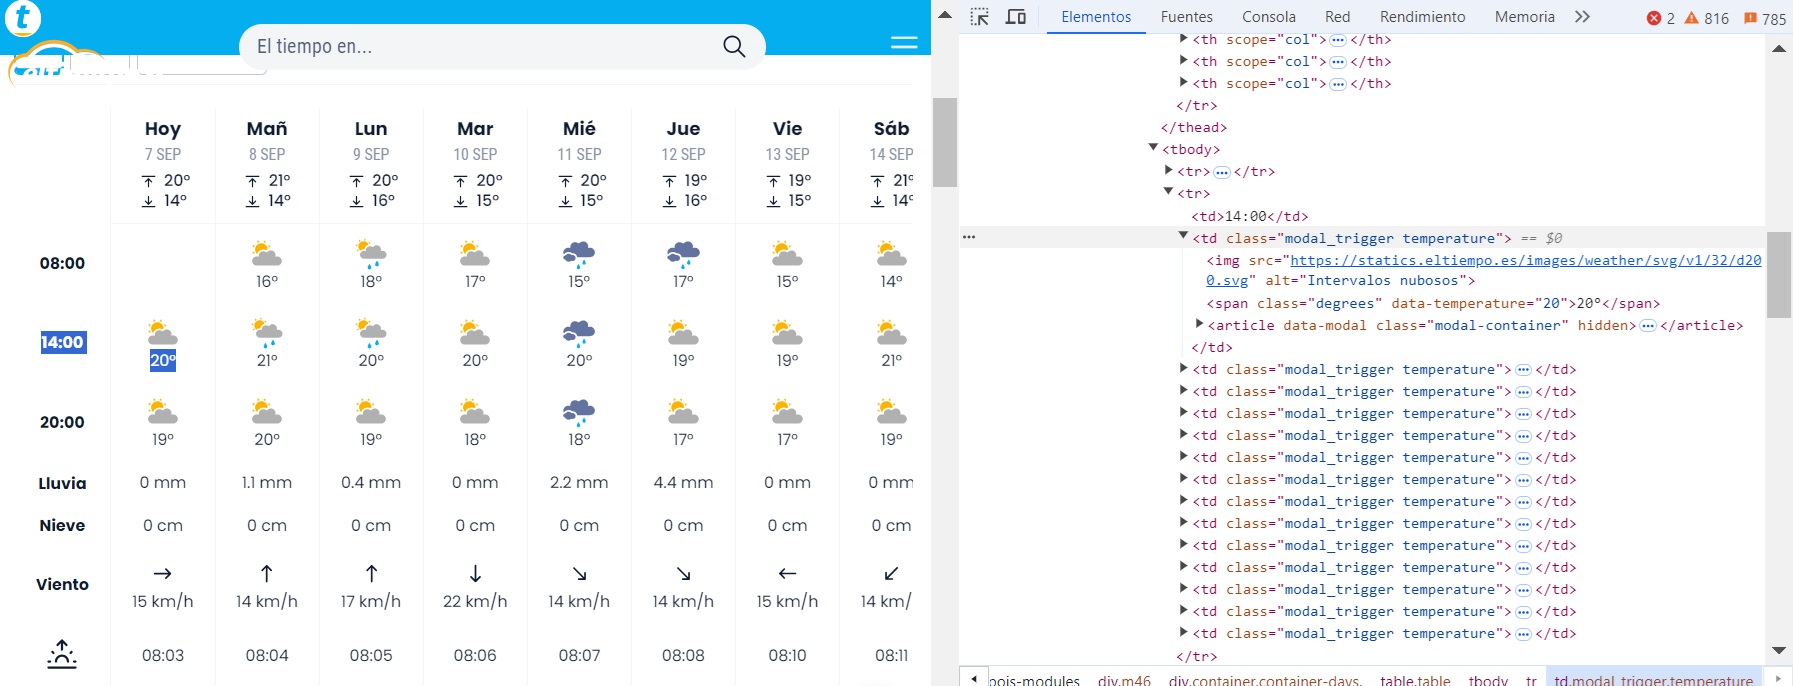 t
El tiempo en...
Hoy Mañ Lun Mar Mié Jue Vie Sáb
7 SEP 8 SEP 9 SEP 10 SEP 11 SEP 12 SEP 13 SEP 14 SEP
20° 21° 20° 20° 20° 19° 19° 21°
14° 14° 16° 15° 15° 16° 15° 14°
08:00
16° 18° 17° 15° 17° 15° 14°
14:00
20° 21° 20° 20° 20° 19° 19° 21°
20:00
19° 20° 19° 18° 18° 17° 17° 19°
Lluvia 0 mm 1.1 mm 0.4 mm 0 mm 2.2 mm 4.4 mm 0 mm 0 mm
Nieve 0 cm 0 cm 0 cm 0 cm 0 cm 0 cm 0 cm 0 cm
Viento
15 km/h 14 km/h 17 km/h 22 km/h 14 km/h 14 km/h 15 km/h 14 km/
08:03 08:04 08:05 08:06 08:07 08:08 08:10 08:11
Elementos Fuentes Consola Red Rendimiento Memoria 2 816 785
<th scope="col">…</th>
<th scope="col">…</th>
<th scope="col">…</th>
</tr>
</thead>
<tbody>
<tr>…</tr>
<tr>
<td>14:00</td>
… <td class="modal_trigger temperature"> == $0
<img src="https://statics.eltiempo.es/images/weather/svg/v1/32/d20
0.svg" alt="Intervalos nubosos">
<span class="degrees" data-temperature="20">20°</span>
<article data-modal class="modal-container" hidden>…</article>
</td>
<td class="modal_trigger temperature">…</td>
<td class="modal_trigger temperature">…</td>
<td class="modal_trigger temperature">…</td>
<td class="modal_trigger temperature">…</td>
<td class="modal_trigger temperature">…</td>
<td class="modal_trigger temperature">…</td>
<td class="modal_trigger temperature">…</td>
<td class="modal_trigger temperature">…</td>
<td class="modal_trigger temperature">…</td>
<td class="modal_trigger temperature">…</td>
<td class="modal_trigger temperature">…</td>
<td class="modal_trigger temperature">…</td>
<td class="modal_trigger temperature">…</td>
</tr>
pois-modules div.m46 div.container.container-days. table.table tbody tr td.modal_trigger.temperature